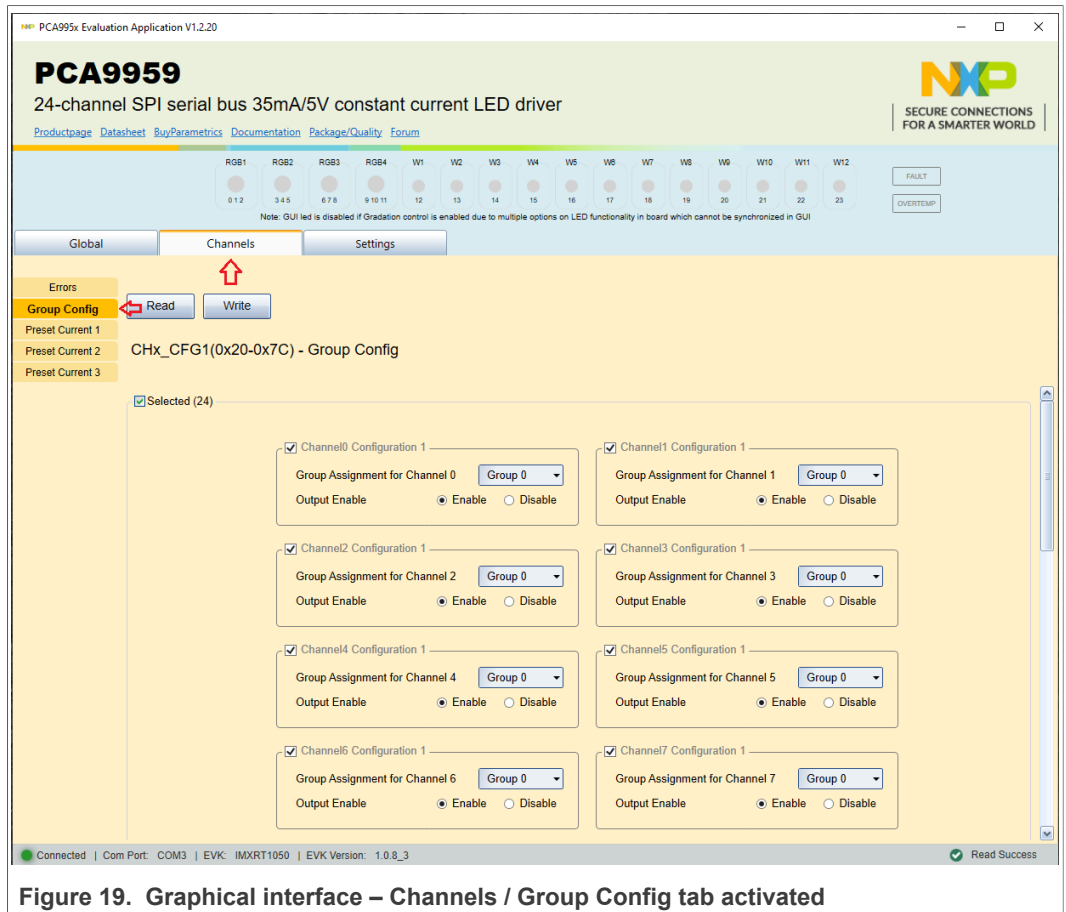 NXP PCA995x Evaluation Application V1.2.20
PCA9959
24-channel SPI serial bus 35mA/5V constant current LED driver
Productpage Datasheet BuyParametrics Documentation Package/Quality Forum
NXP
SECURE CONNECTIONS
FOR A SMARTER WORLD
RGB1 RGB2 RGB3 RGB4 W1 W2 W3 W4 W5 W6 W7 W8 W9 W10 W11 W12
0 1 2 3 4 5 6 7 8 9 10 11 12 13 14 15 16 17 18 19 20 21 22 23
FAULT
OVERTEMP
Note: GUI led is disabled if Gradation control is enabled due to multiple options on LED functionality in board which cannot be synchronized in GUI
Global Channels Settings
Errors
Group Config
Preset Current 1
Preset Current 2
Preset Current 3
Read Write
CHx_CFG1(0x20-0x7C) - Group Config
Selected (24)
Channel0 Configuration 1
Group Assignment for Channel 0 Group 0
Output Enable Enable Disable
Channel1 Configuration 1
Group Assignment for Channel 1 Group 0
Output Enable Enable Disable
Channel2 Configuration 1
Group Assignment for Channel 2 Group 0
Output Enable Enable Disable
Channel3 Configuration 1
Group Assignment for Channel 3 Group 0
Output Enable Enable Disable
Channel4 Configuration 1
Group Assignment for Channel 4 Group 0
Output Enable Enable Disable
Channel5 Configuration 1
Group Assignment for Channel 5 Group 0
Output Enable Enable Disable
Channel6 Configuration 1
Group Assignment for Channel 6 Group 0
Output Enable Enable Disable
Channel7 Configuration 1
Group Assignment for Channel 7 Group 0
Output Enable Enable Disable
Connected | Com Port: COM3 | EVK: IMXRT1050 | EVK Version: 1.0.8_3
Read Success
Figure 19. Graphical interface – Channels / Group Config tab activated